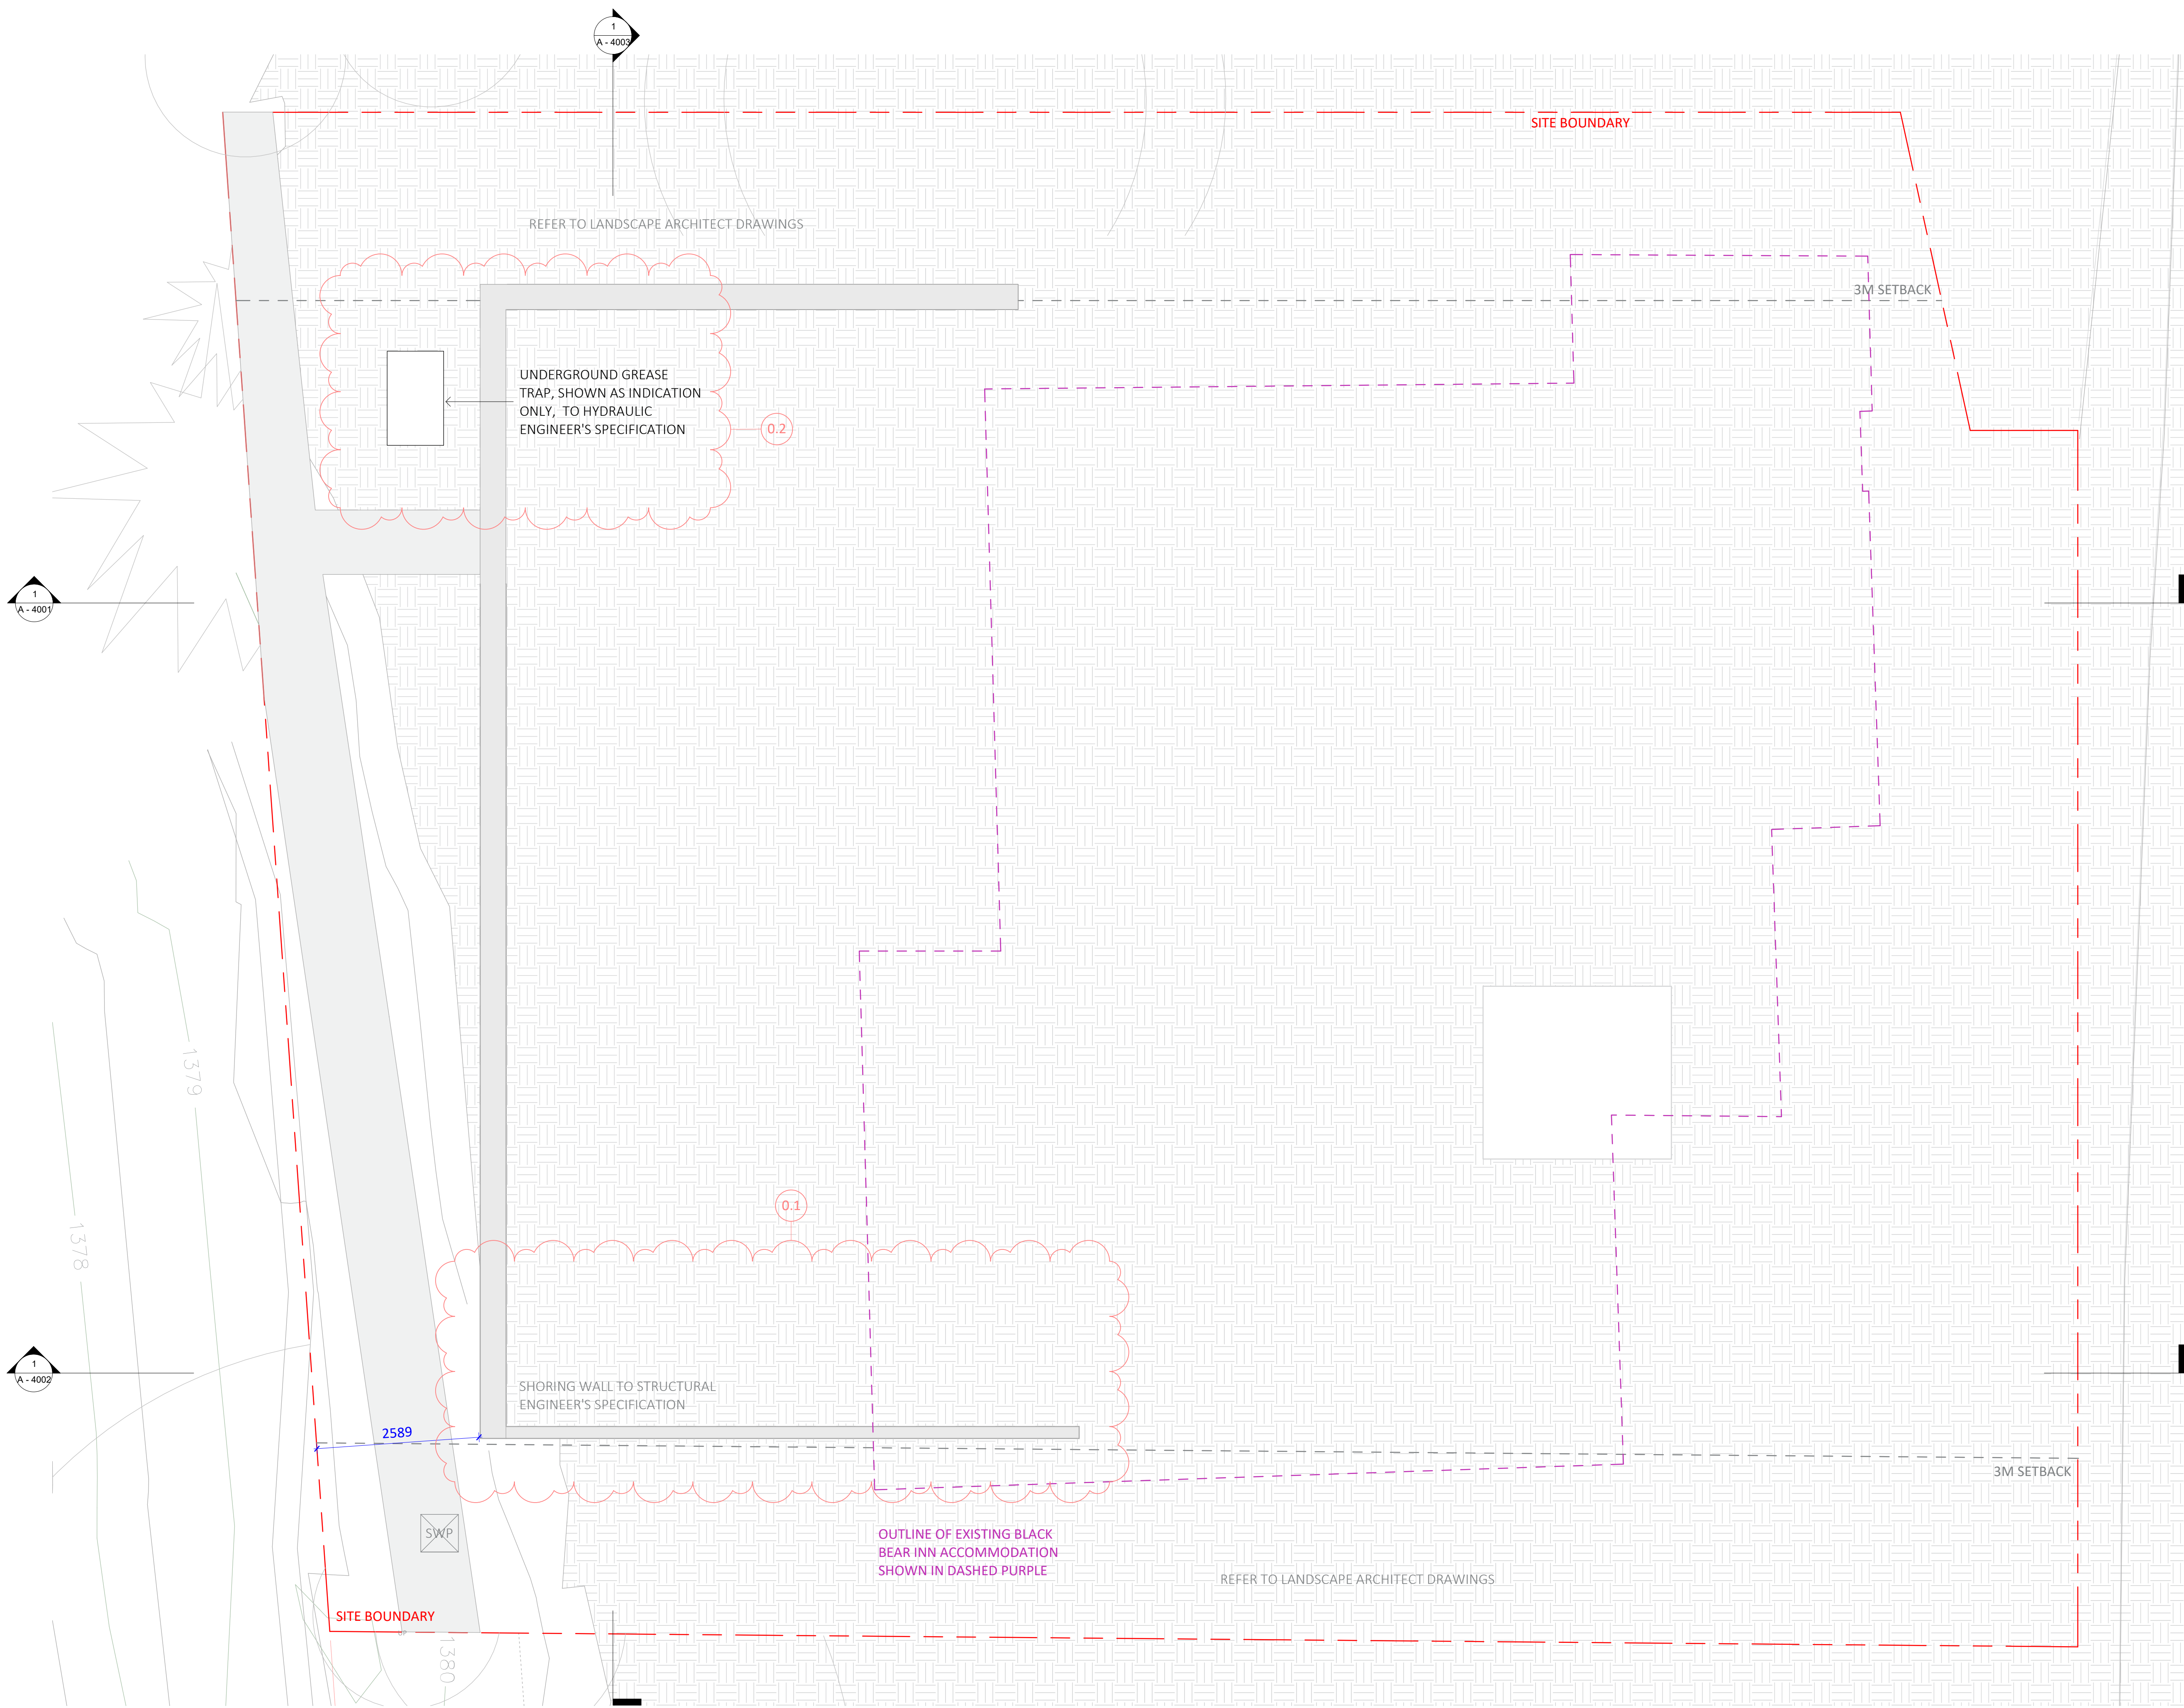 1
A - 4003
SITE BOUNDARY
REFER TO LANDSCAPE ARCHITECT DRAWINGS
3M SETBACK
UNDERGROUND GREASE
TRAP, SHOWN AS INDICATION
ONLY, TO HYDRAULIC
ENGINEER'S SPECIFICATION
0.2
1
A - 4001
1379
0.1
1378
1
A - 4002
SHORING WALL TO STRUCTURAL
ENGINEER'S SPECIFICATION
2589
3M SETBACK
SWP
OUTLINE OF EXISTING BLACK
BEAR INN ACCOMMODATION
SHOWN IN DASHED PURPLE
REFER TO LANDSCAPE ARCHITECT DRAWINGS
SITE BOUNDARY
1380